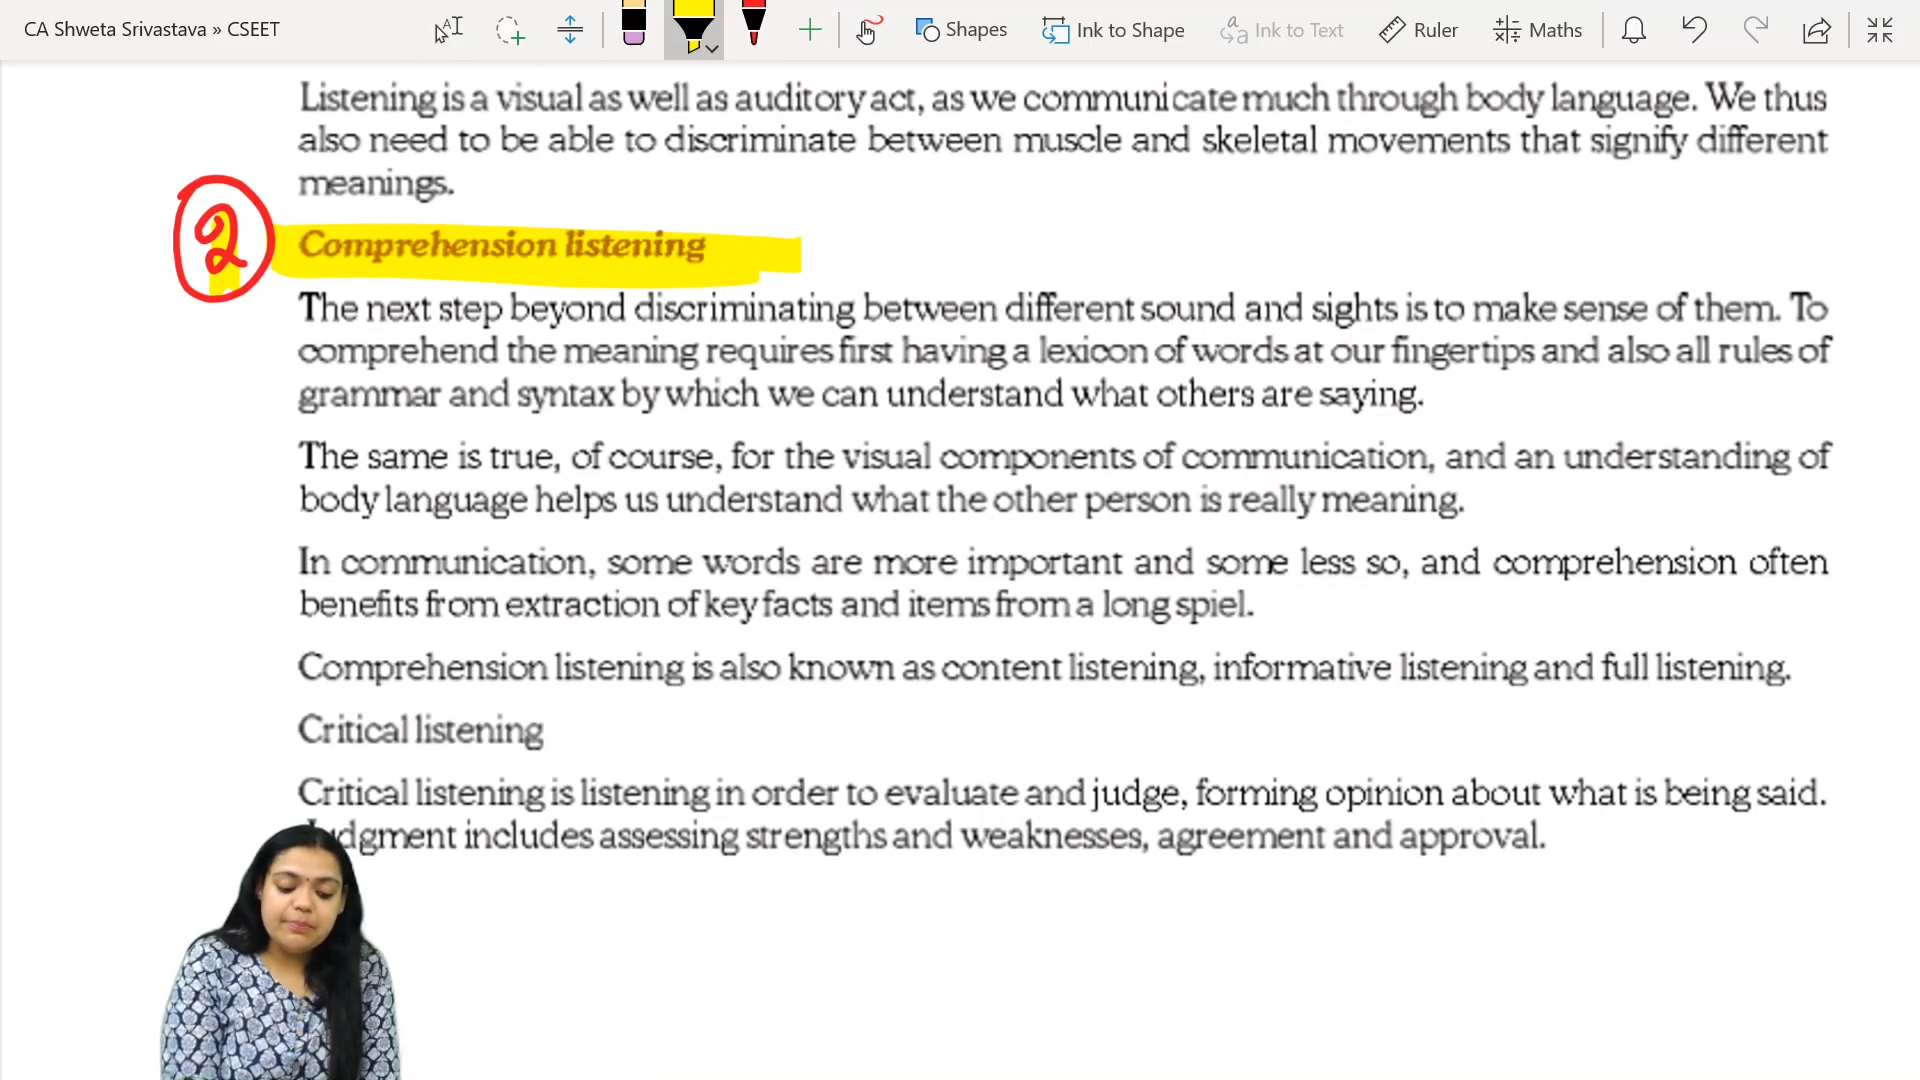 CA Shweta Srivastava » CSEET
Shapes
Ink to Shape
Ink to Text
Ruler
Maths
Listening is a visual as well as auditory act, as we communicate much through body language. We thus
also need to be able to discriminate between muscle and skeletal movements that signify different
meanings.
2
Comprehension listening
The next step beyond discriminating between different sound and sights is to make sense of them. To
comprehend the meaning requires first having a lexicon of words at our fingertips and also all rules of
grammar and syntax by which we can understand what others are saying.
The same is true, of course, for the visual components of communication, and an understanding of
body language helps us understand what the other person is really meaning.
In communication, some words are more important and some less so, and comprehension often
benefits from extraction of key facts and items from a long spiel.
Comprehension listening is also known as content listening, informative listening and full listening.
Critical listening
Critical listening is listening in order to evaluate and judge, forming opinion about what is being said.
Judgment includes assessing strengths and weaknesses, agreement and approval.